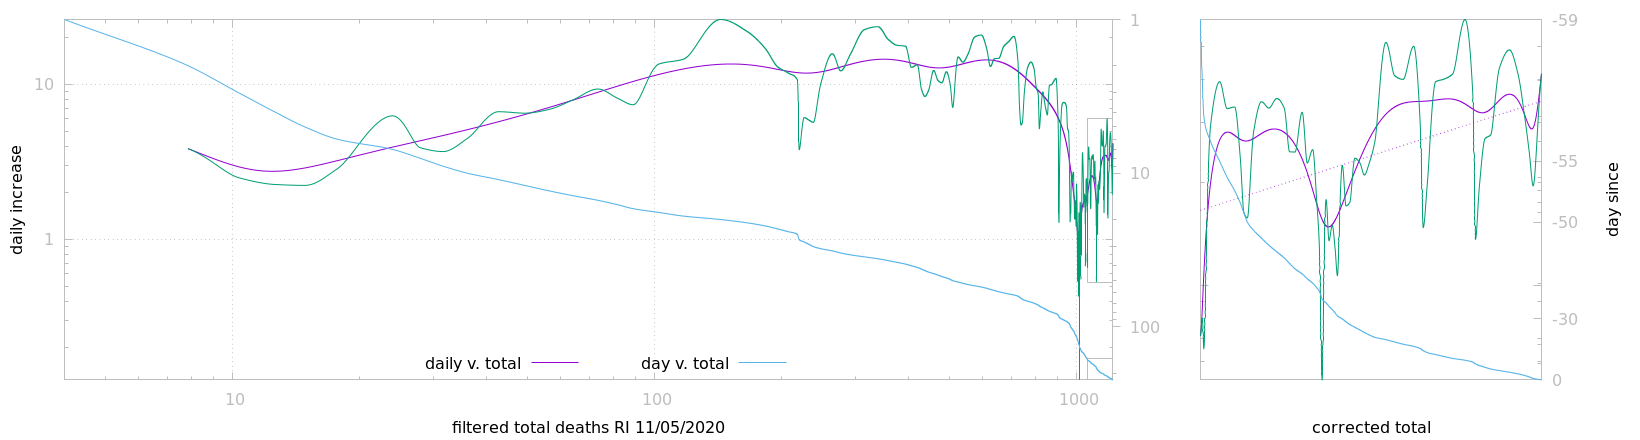 daily increase
10
1
daily v. total
day v. total
10
100
1000
filtered total deaths RI 11/05/2020
1
10
100
-59
-55
-50
-30
0
day since
corrected total